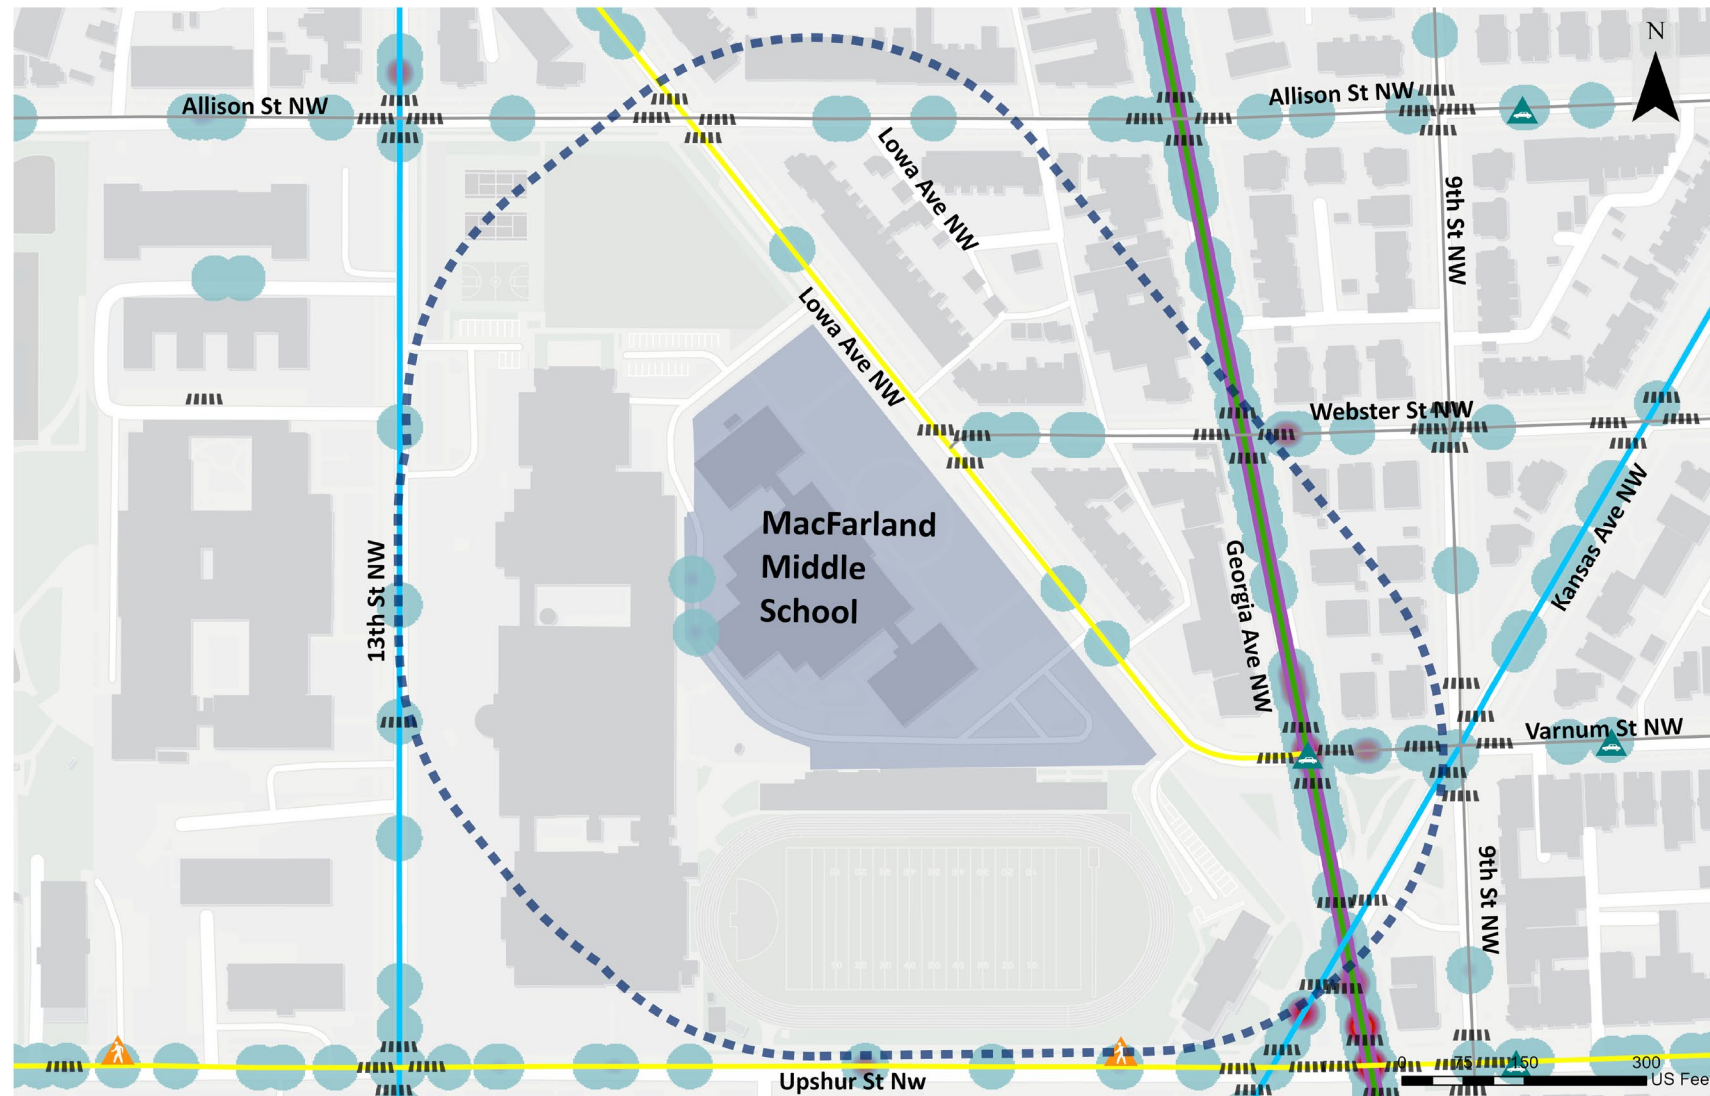 N
Allison St NW
Allison St NW
Lowa Ave NW
9th St NW
Lowa Ave NW
Webster St NW
Kansas Ave NW
MacFarland
Middle
School
13th St NW
Georgia Ave NW
Varnum St NW
9th St NW
Upshur St Nw
0 75 150 300
US Fee